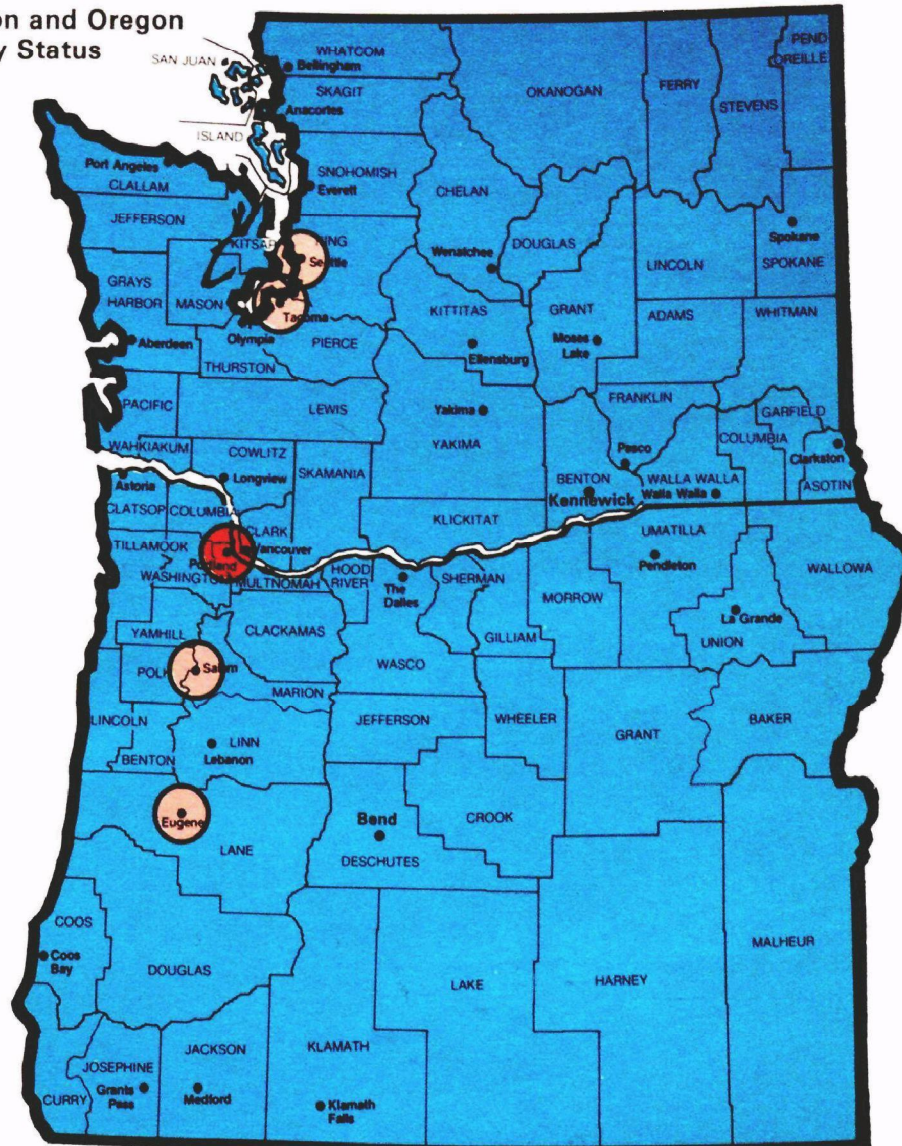 on and Oregon
y Status
SAN JUAN
WHATCOM
Bellingham
SKAGIT
Anacortes
ISLAND
OKANOGAN
FERRY
STEVENS
PEND
OREILLE
Port Angeles
CLALLAM
JEFFERSON
SNOHOMISH
Everett
CHELAN
KITSAP
KING
Seattle
Wenatchee
DOUGLAS
LINCOLN
Spokane
SPOKANE
GRAYS
HARBOR
MASON
Tacoma
Olympia
PIERCE
KITTITAS
Ellensburg
GRANT
Moses
Lake
ADAMS
WHITMAN
Aberdeen
THURSTON
PACIFIC
LEWIS
Yakima
YAKIMA
FRANKLIN
Pasco
GARFIELD
COLUMBIA
Clarkston
ASOTIN
WAHKIAKUM
COWLITZ
Longview
SKAMANIA
BENTON
Kennewick
WALLA WALLA
Walla Walla
Astoria
CLATSOP
COLUMBIA
CLARK
Vancouver
KLICKITAT
UMATILLA
Pendleton
WALLOWA
TILLAMOOK
Portland
WASHINGTON
MULTNOMAH
HOOD
RIVER
The
Dalles
SHERMAN
MORROW
La Grande
UNION
YAMHILL
CLACKAMAS
GILLIAM
POLK
Salem
MARION
WASCO
LINCOLN
JEFFERSON
WHEELER
GRANT
BAKER
BENTON
LINN
Lebanon
Eugene
LANE
Bend
DESCHUTES
CROOK
COOS
Coos
Bay
DOUGLAS
LAKE
HARNEY
MALHEUR
JOSEPHINE
Grants
Pass
JACKSON
Medford
KLAMATH
Klamath
Falls
CURRY